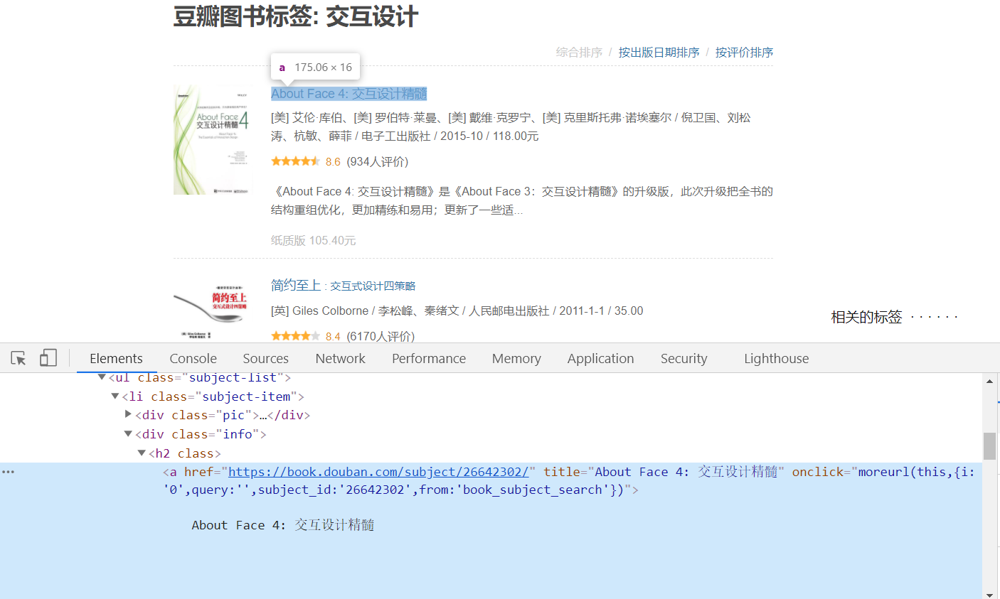 豆瓣图书标签: 交互设计
综合排序 / 按出版日期排序 / 按评价排序
a 175.06 × 16
About Face 4: 交互设计精髓
[美] 艾伦·库伯、[美] 罗伯特·莱曼、[美] 戴维·克罗宁、[美] 克里斯托弗·诺埃塞尔 / 倪卫国、刘松
涛、杭敏、薛菲 / 电子工出版社 / 2015-10 / 118.00元
8.6 (934人评价)
《About Face 4: 交互设计精髓》是《About Face 3：交互设计精髓》的升级版，此次升级把全书的
结构重组优化，更加精练和易用；更新了一些适...
纸质版 105.40元
About Face 4
交互设计精髓
简约至上 : 交互式设计四策略
[英] Giles Colborne / 李松峰、秦绪文 / 人民邮电出版社 / 2011-1-1 / 35.00
8.4 (6170人评价)
简约至上
交互式设计四策略
相关的标签 · · · · · ·
Elements Console Sources Network Performance Memory Application Security Lighthouse
<ul class="subject-list">
<li class="subject-item">
<div class="pic">…</div>
<div class="info">
<h2 class>
<a href="https://book.douban.com/subject/26642302/" title="About Face 4: 交互设计精髓" onclick="moreurl(this,{i:
'0',query:'',subject_id:'26642302',from:'book_subject_search'})">
About Face 4: 交互设计精髓